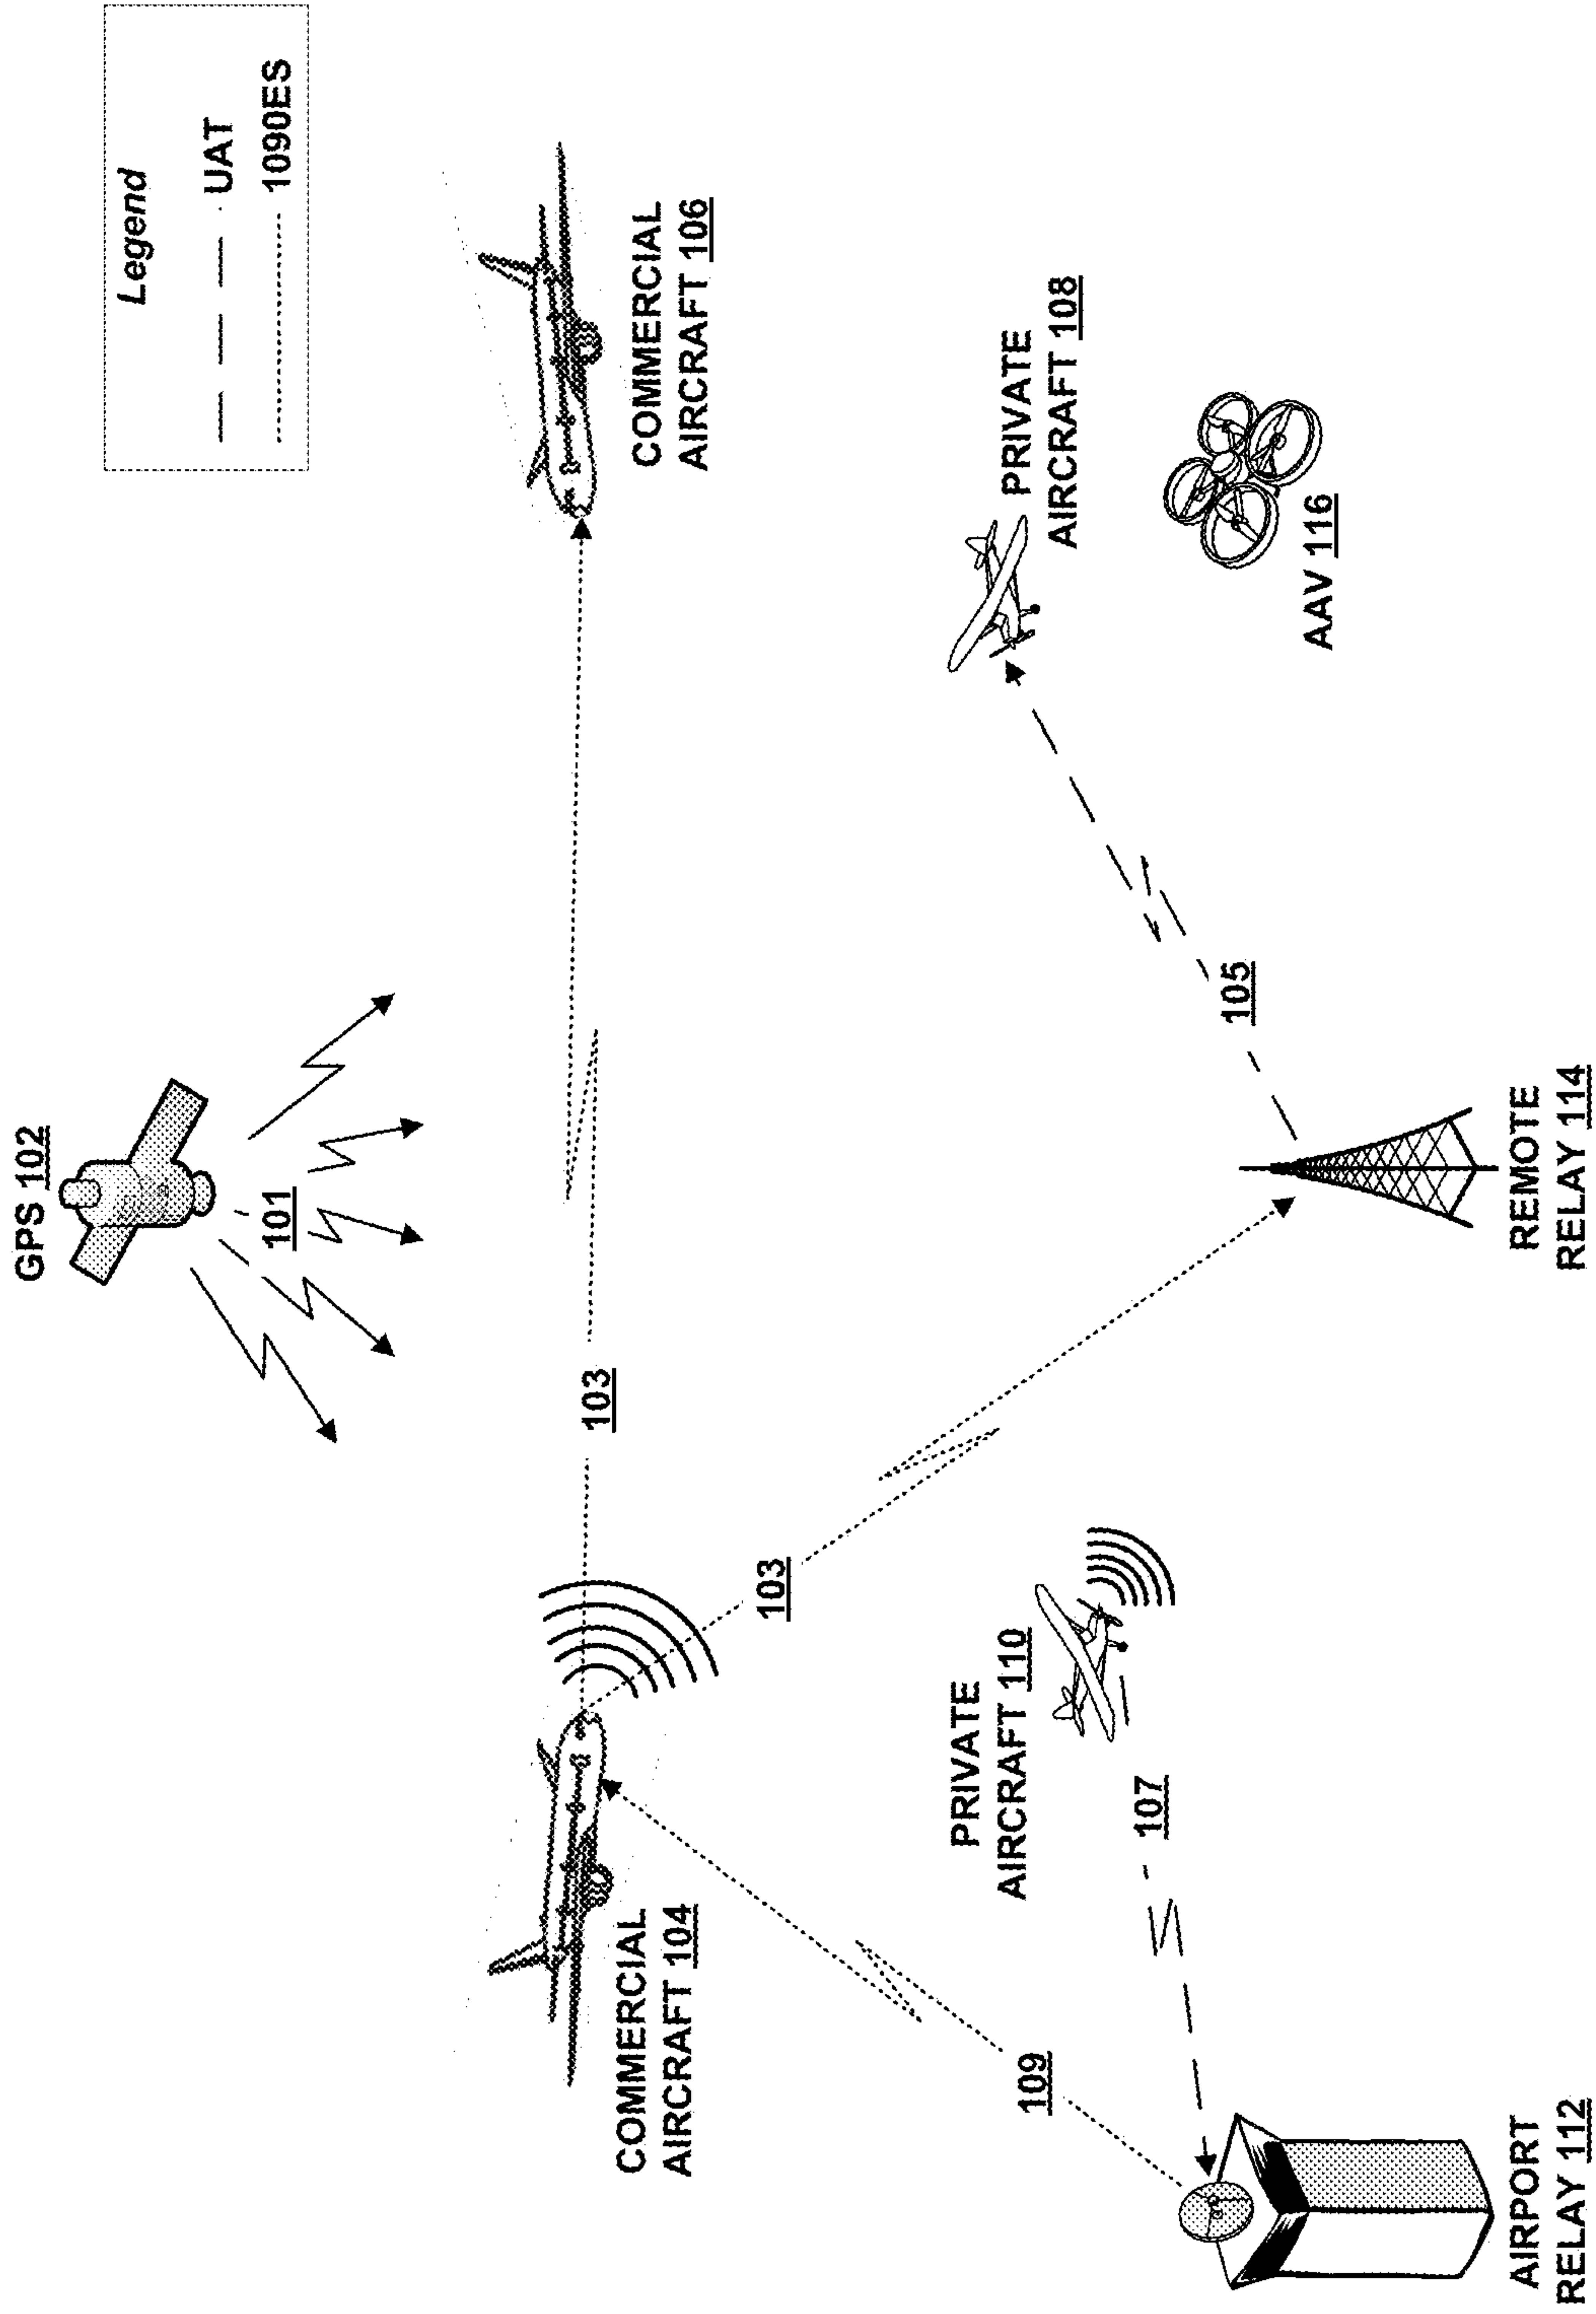 GPS 102
101
Legend
UAT
1090ES
COMMERCIAL
AIRCRAFT 104
103
COMMERCIAL
AIRCRAFT 106
103
PRIVATE
AIRCRAFT 110
PRIVATE
AIRCRAFT 108
109
107
105
AAV 116
AIRPORT
RELAY 112
REMOTE
RELAY 114